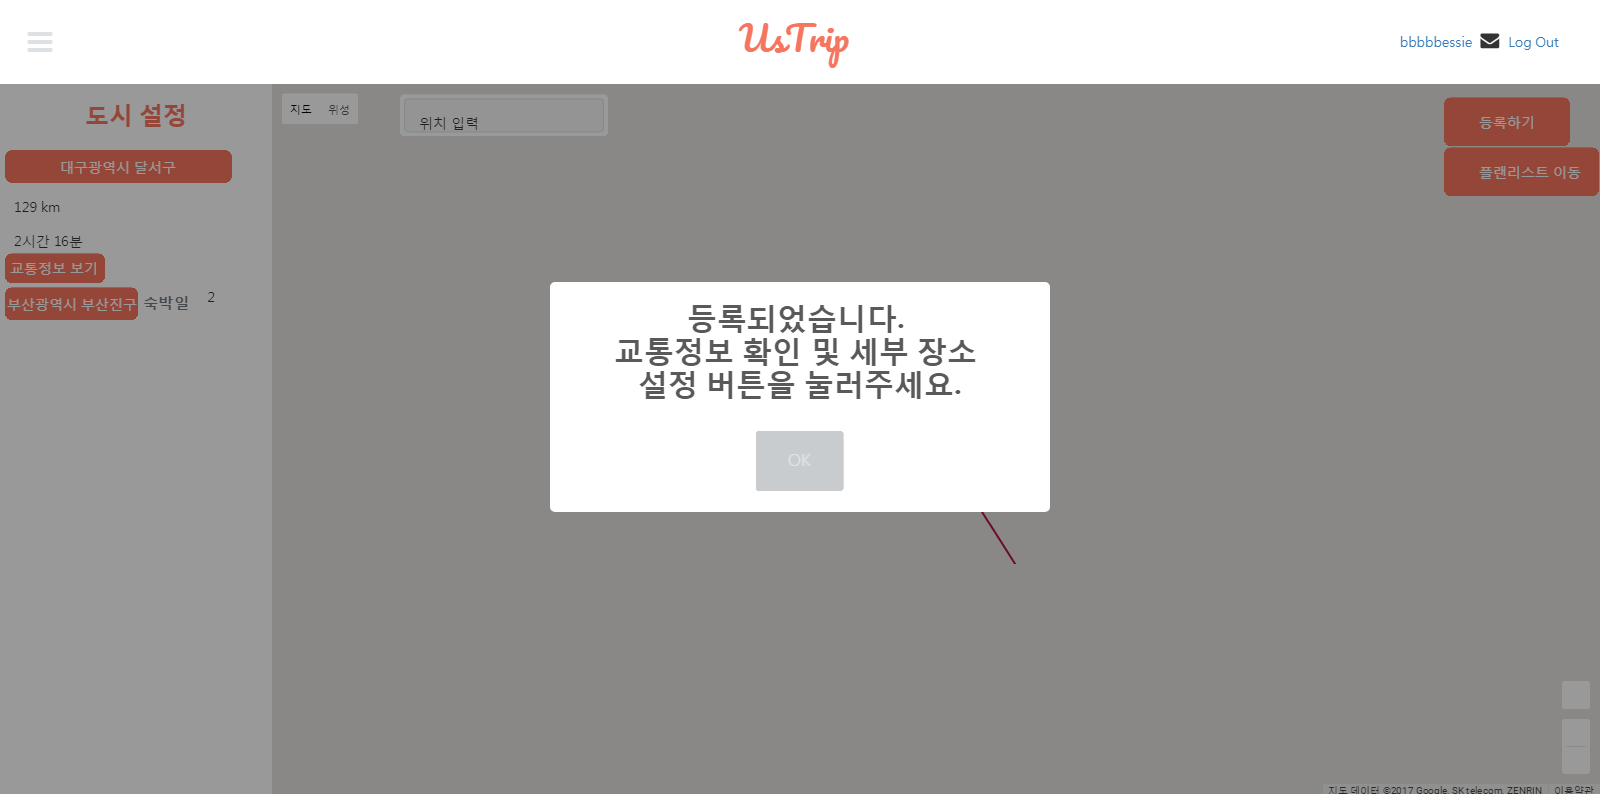 UsTrip
bbbbbessie Log Out
도시 설정
대구광역시 달서구
129 km
2시간 16분
교통정보 보기
부산광역시 부산진구 숙박일 2
지도 위성
위치 입력
등록하기
플랜리스트 이동
등록되었습니다.
교통정보 확인 및 세부 장소
설정 버튼을 눌러주세요.
OK
지도 데이터 ©2017 Google, SK telecom, ZENRIN 이용약관